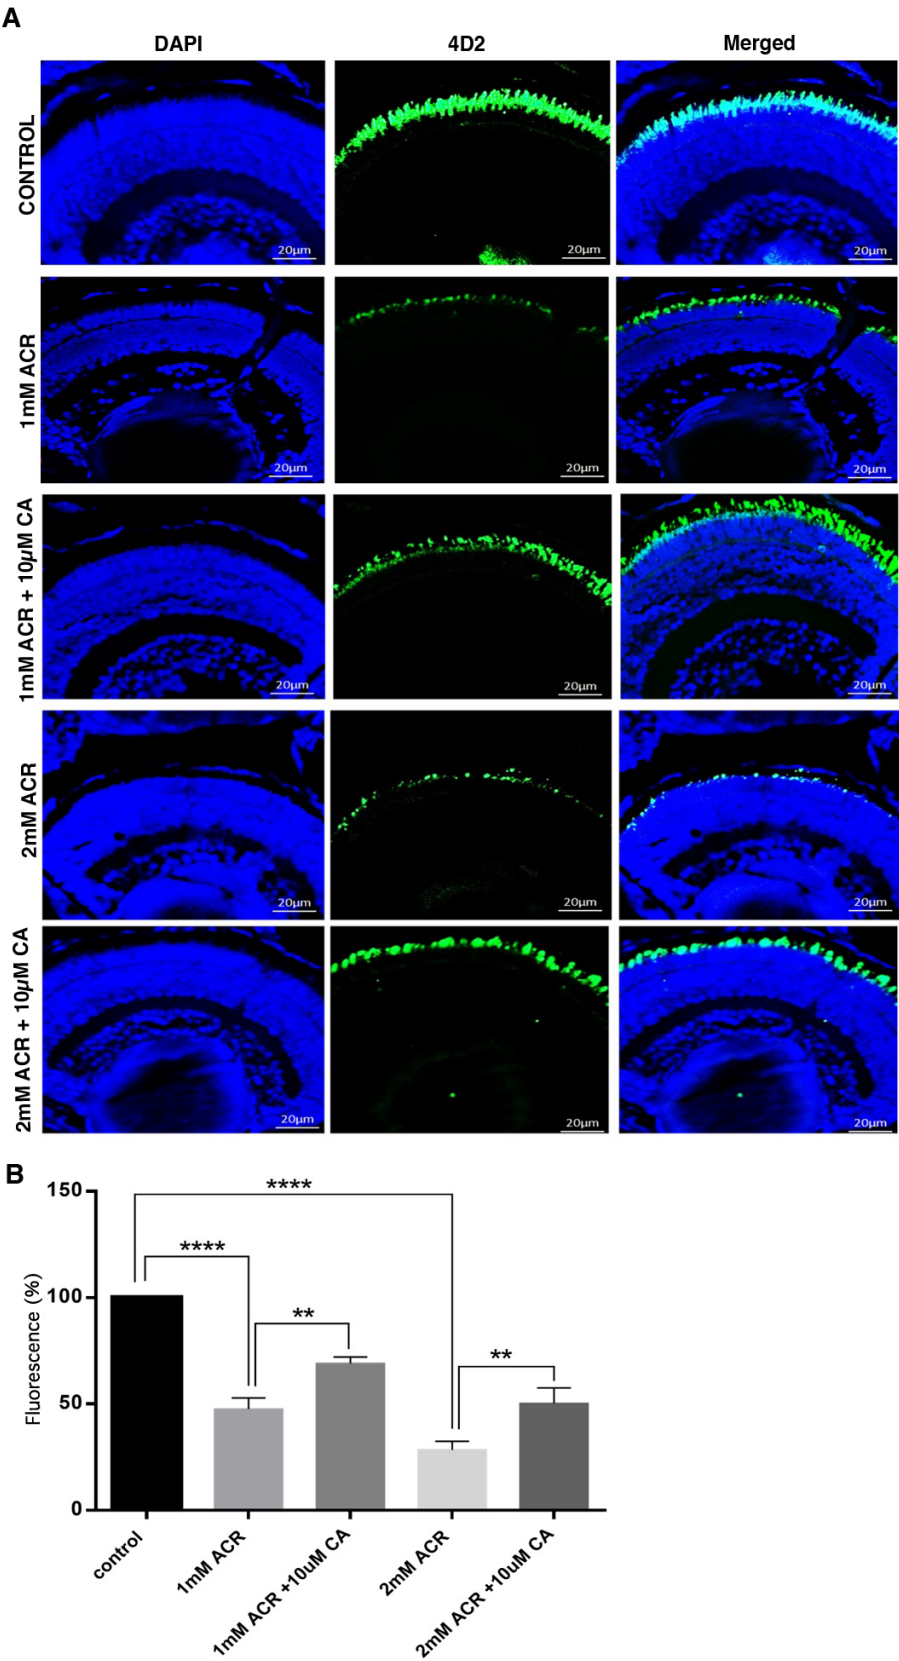 A
DAPI 4D2 Merged
CONTROL
20µm 20µm 20µm
1mM ACR
20µm 20µm 20µm
1mM ACR + 10µM CA
20µm 20µm 20µm
2mM ACR
20µm 20µm 20µm
2mM ACR + 10µM CA
20µm 20µm 20µm
B
150
100
50
0
Fluorescence (%)
****
****
**
**
control
1mM ACR
1mM ACR +10uM CA
2mM ACR
2mM ACR +10uM CA